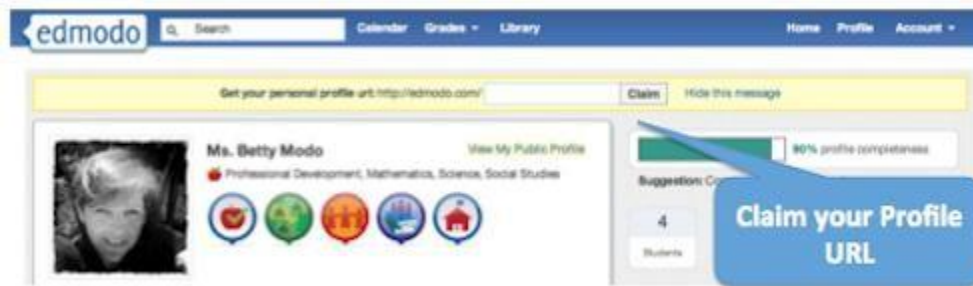 edmodo Search Calendar Grades Library Home Profile Account
Get your personal profile url: http://edmodo.com/ Claim Hide this message
Ms. Betty Modo View My Public Profile
Professional Development, Mathematics, Science, Social Studies
90% profile completeness
Suggestion:
4
Students
Claim your Profile
URL